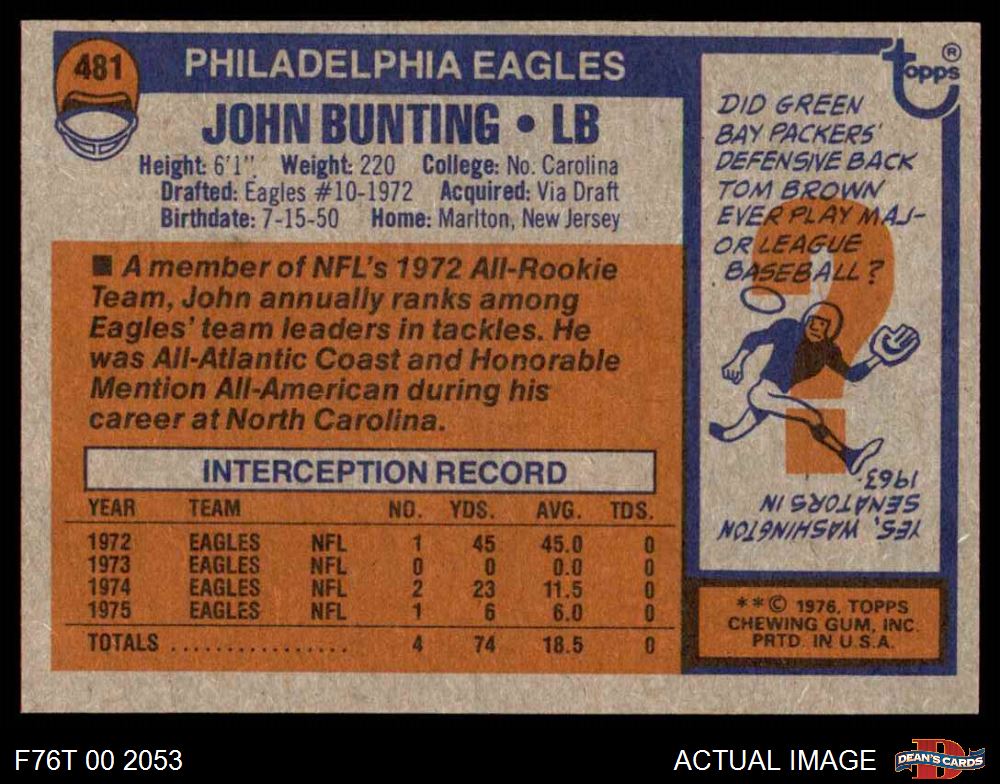 481
PHILADELPHIA EAGLES
JOHN BUNTING • LB
Height: 6'1". Weight: 220 College: No. Carolina
Drafted: Eagles #10-1972 Acquired: Via Draft
Birthdate: 7-15-50 Home: Marlton, New Jersey
■ A member of NFL's 1972 All-Rookie
Team, John annually ranks among
Eagles' team leaders in tackles. He
was All-Atlantic Coast and Honorable
Mention All-American during his
career at North Carolina.
INTERCEPTION RECORD
YEAR TEAM NO. YDS. AVG. TDS.
1972 EAGLES NFL 1 45 45.0 0
1973 EAGLES NFL 0 0 0.0 0
1974 EAGLES NFL 2 23 11.5 0
1975 EAGLES NFL 1 6 6.0 0
TOTALS ................ 4 74 18.5 0
topps ®
DID GREEN
BAY PACKERS'
DEFENSIVE BACK
TOM BROWN
EVER PLAY MAJ-
OR LEAGUE
BASEBALL?
?
YES, WASHINGTON
SENATORS IN
1963.
**© 1976, TOPPS
CHEWING GUM, INC.
PRTD. IN U.S.A.
F76T 00 2053
ACTUAL IMAGE
D
DEAN'S CARDS